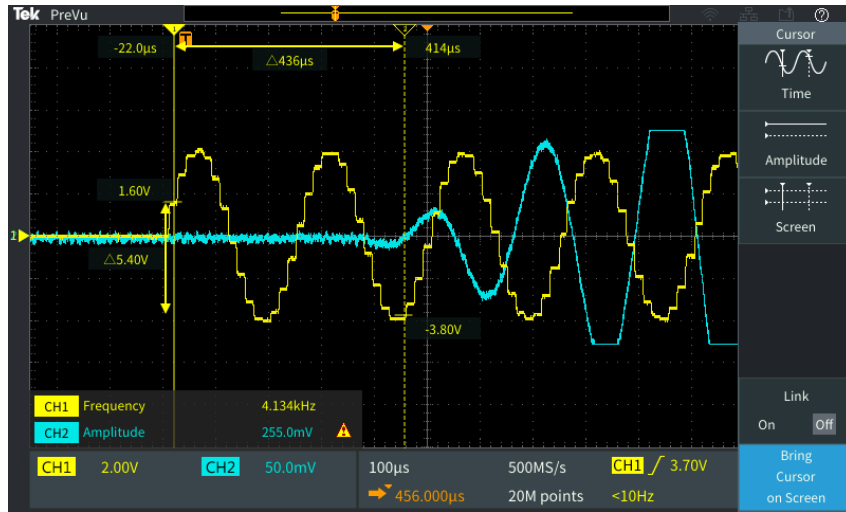 Tek PreVu
Cursor
-22.0µs
△436µs
414µs
Time
Amplitude
1.60V
Screen
1
△5.40V
-3.80V
CH1 Frequency 4.134kHz
CH2 Amplitude 255.0mV
Link
On Off
CH1 2.00V CH2 50.0mV 100µs 500MS/s CH1 3.70V
456.000µs 20M points <10Hz
Bring
Cursor
on Screen
T